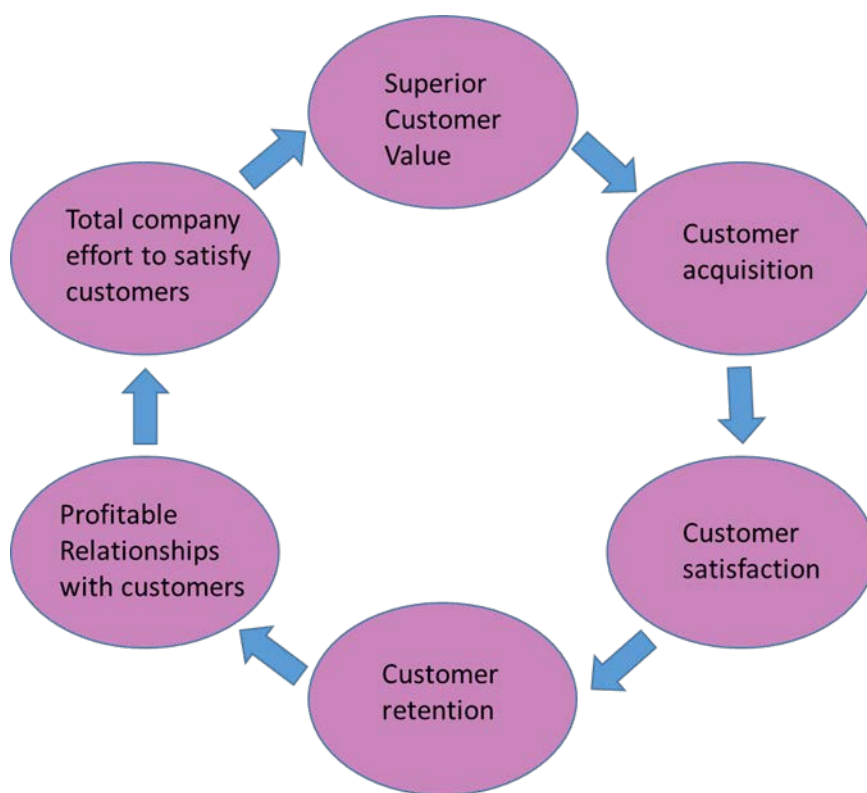 Superior
Customer
Value
Customer
acquisition
Customer
satisfaction
Customer
retention
Profitable
Relationships
with customers
Total company
effort to satisfy
customers